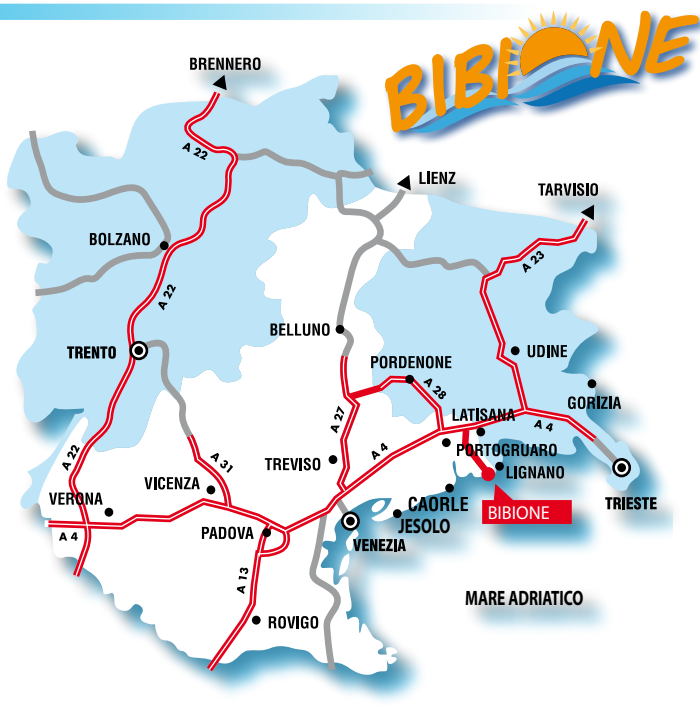 BIBIONE
BRENNERO
A 22
LIENZ
TARVISIO
BOLZANO
A 23
A 22
BELLUNO
TRENTO
UDINE
PORDENONE
A 28
GORIZIA
LATISANA
A 27
A 4
A 4
PORTOGRUARO
A 22
A 31
TREVISO
LIGNANO
VICENZA
VERONA
CAORLE
TRIESTE
BIBIONE
JESOLO
A 4
PADOVA
VENEZIA
A 13
MARE ADRIATICO
ROVIGO